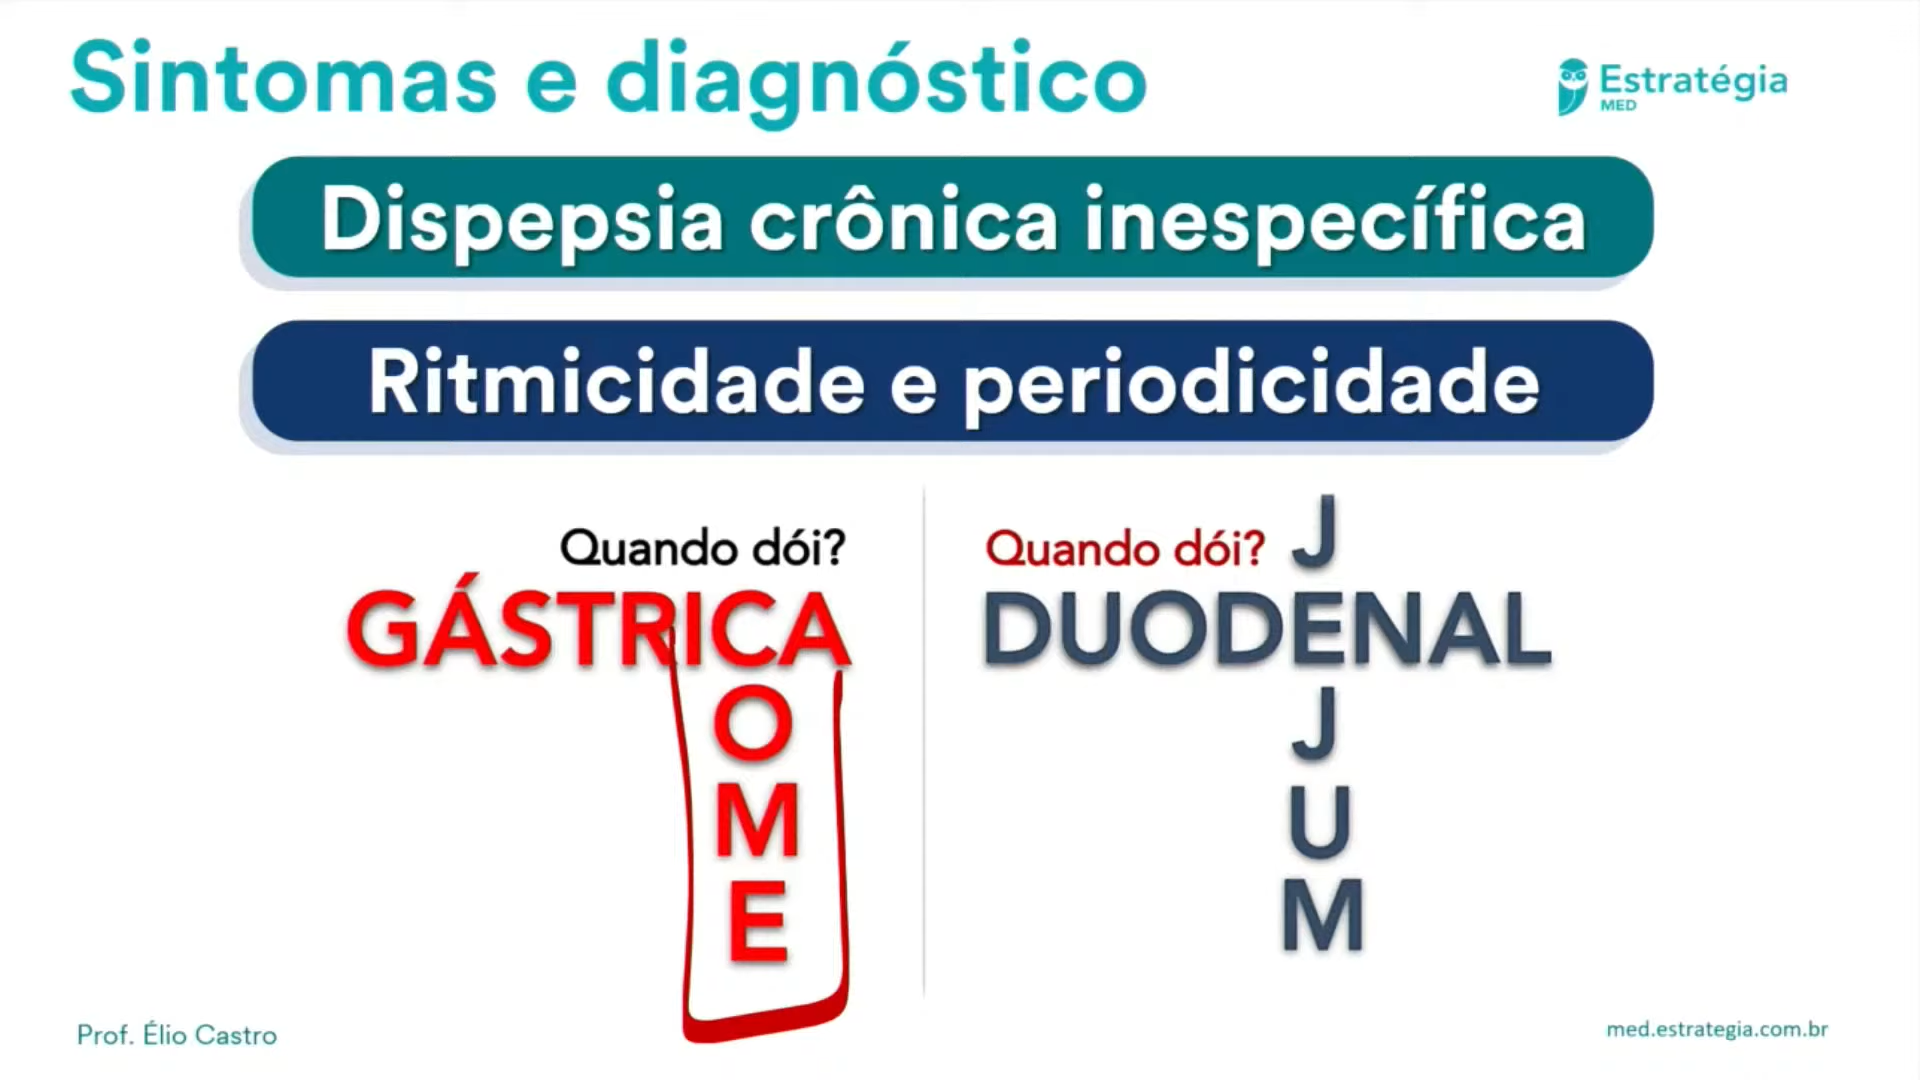 Sintomas e diagnóstico
Estratégia
MED
Dispepsia crônica inespecífica
Ritmicidade e periodicidade
Quando dói?
GÁSTRICA
O
M
E
Quando dói?
J
DUODENAL
J
U
M
Prof. Élio Castro
med.estrategia.com.br